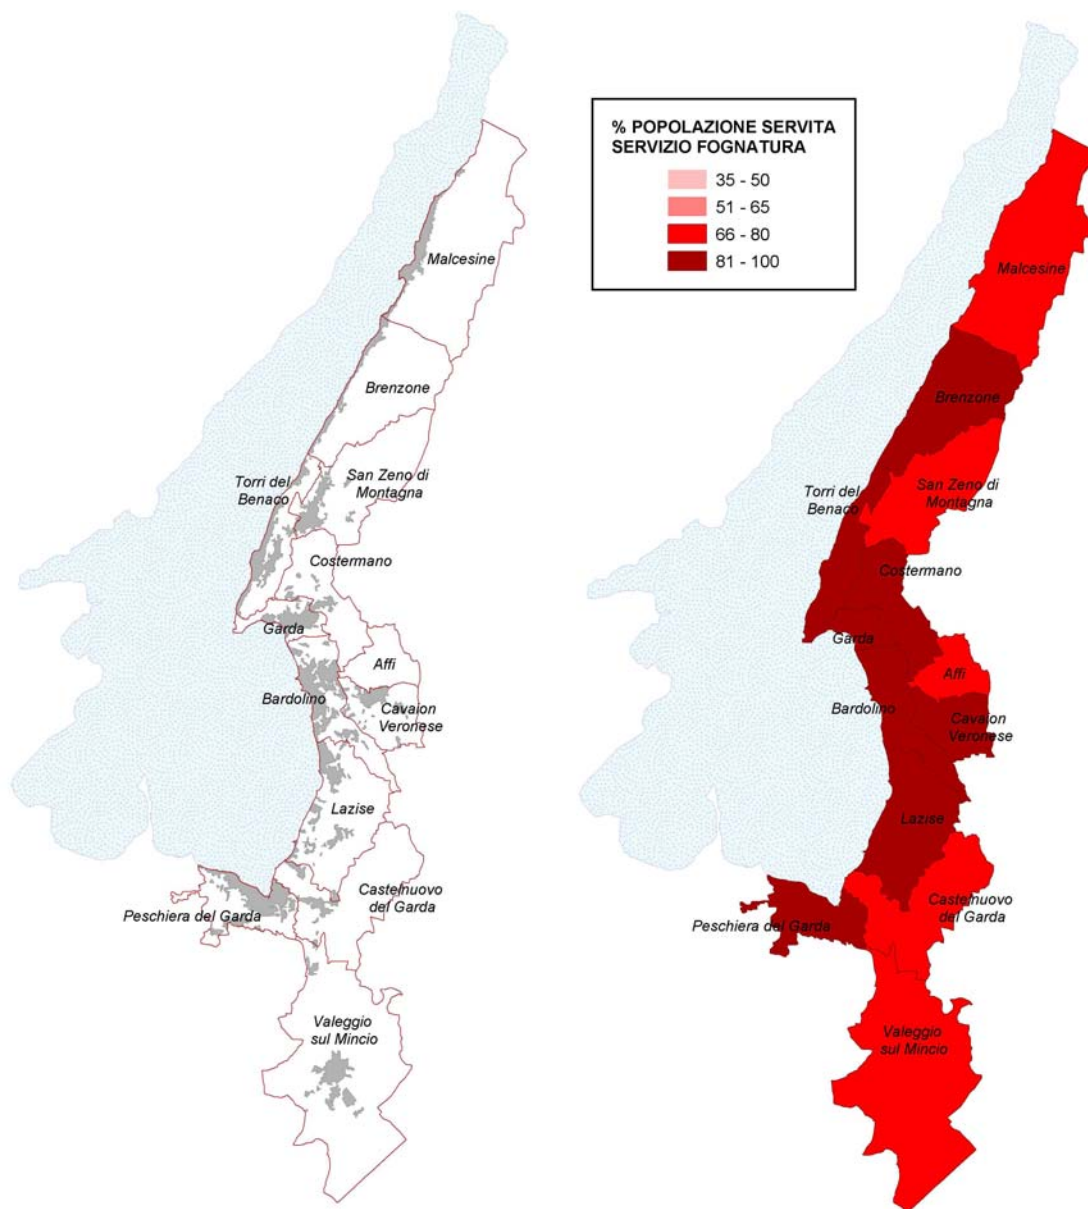 Malcesine
Brenzone
Torri del
Benaco
San Zeno di
Montagna
Costermano
Garda
Affi
Bardolino
Cavaion
Veronese
Lazise
Castelnuovo
del Garda
Peschiera del Garda
Valeggio
sul Mincio
% POPOLAZIONE SERVITA
SERVIZIO FOGNATURA
35 - 50
51 - 65
66 - 80
81 - 100
Malcesine
Brenzone
San Zeno di
Montagna
Torri del
Benaco
Costermano
Garda
Affi
Bardolino
Cavaion
Veronese
Lazise
Castelnuovo
del Garda
Peschiera del Garda
Valeggio
sul Mincio